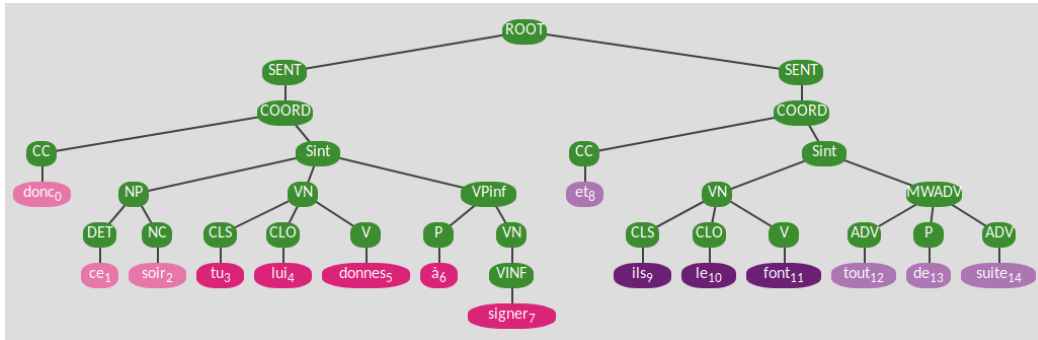 ROOT
SENT SENT
COORD COORD
CC Sint CC Sint
donc0 NP VN VPinf et8 VN MWADV
DET NC CLS CLO V P VN CLS CLO V ADV P ADV
ce1 soir2 tu3 lui4 donnes5 à6 VINF ils9 le10 font11 tout12 de13 suite14
signer7